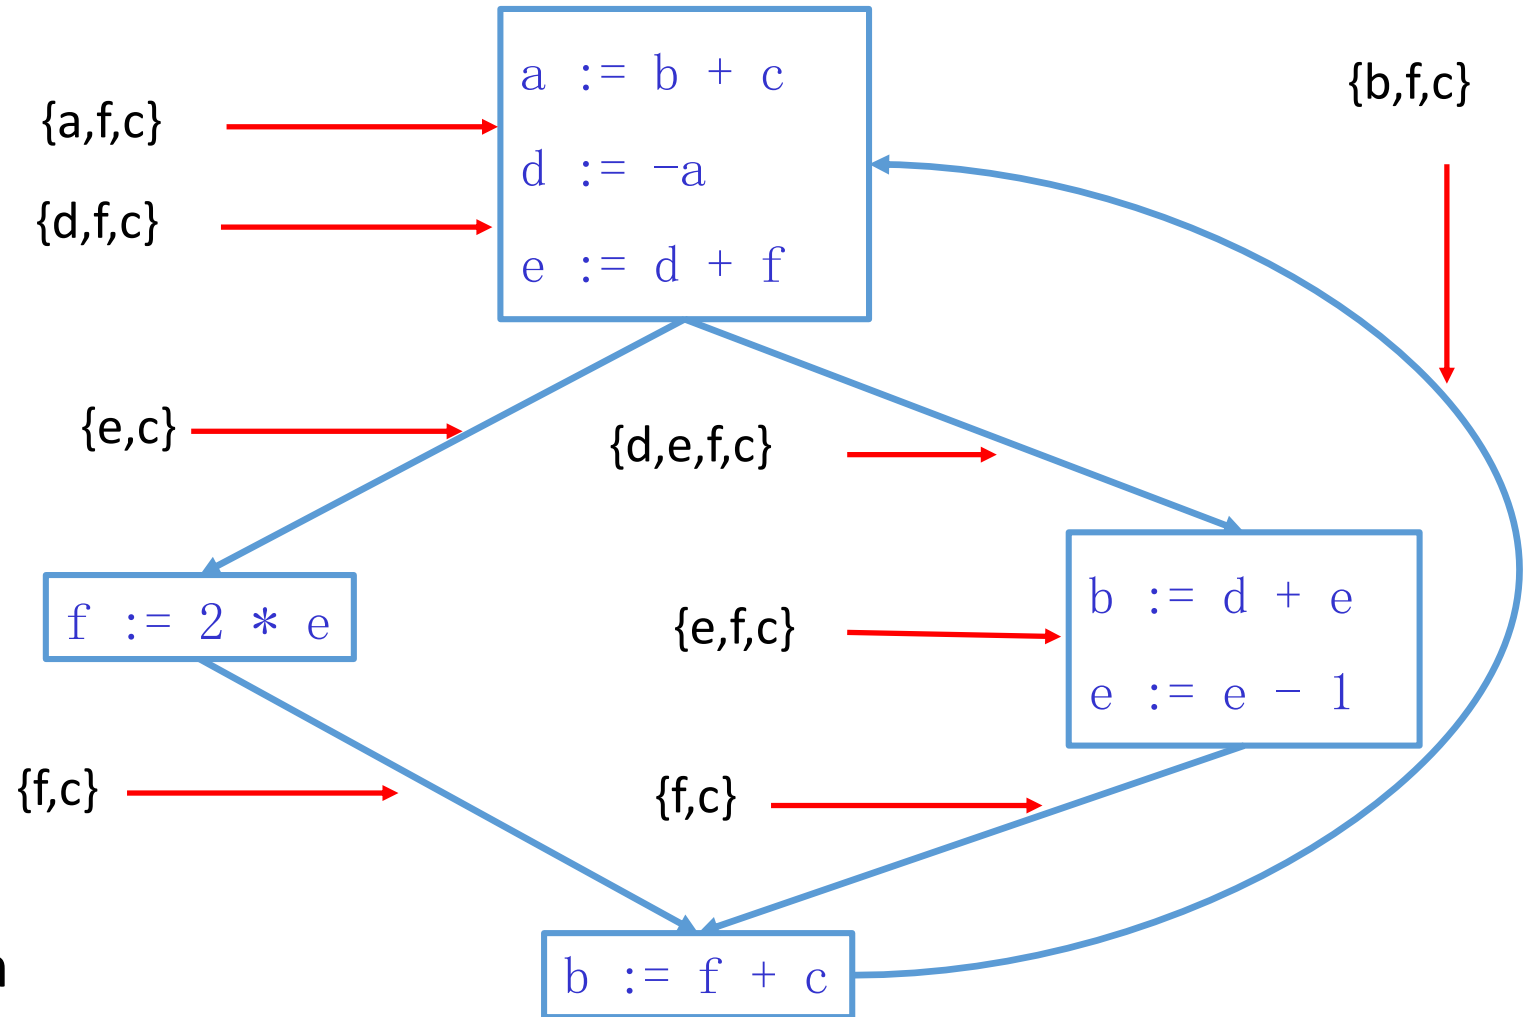 a := b + c
{b,f,c}
{a,f,c}
d := -a
{d,f,c}
e := d + f
{e,c}
{d,e,f,c}
b := d + e
f := 2 * e
{e,f,c}
e := e - 1
{f,c}
{f,c}
b := f + c